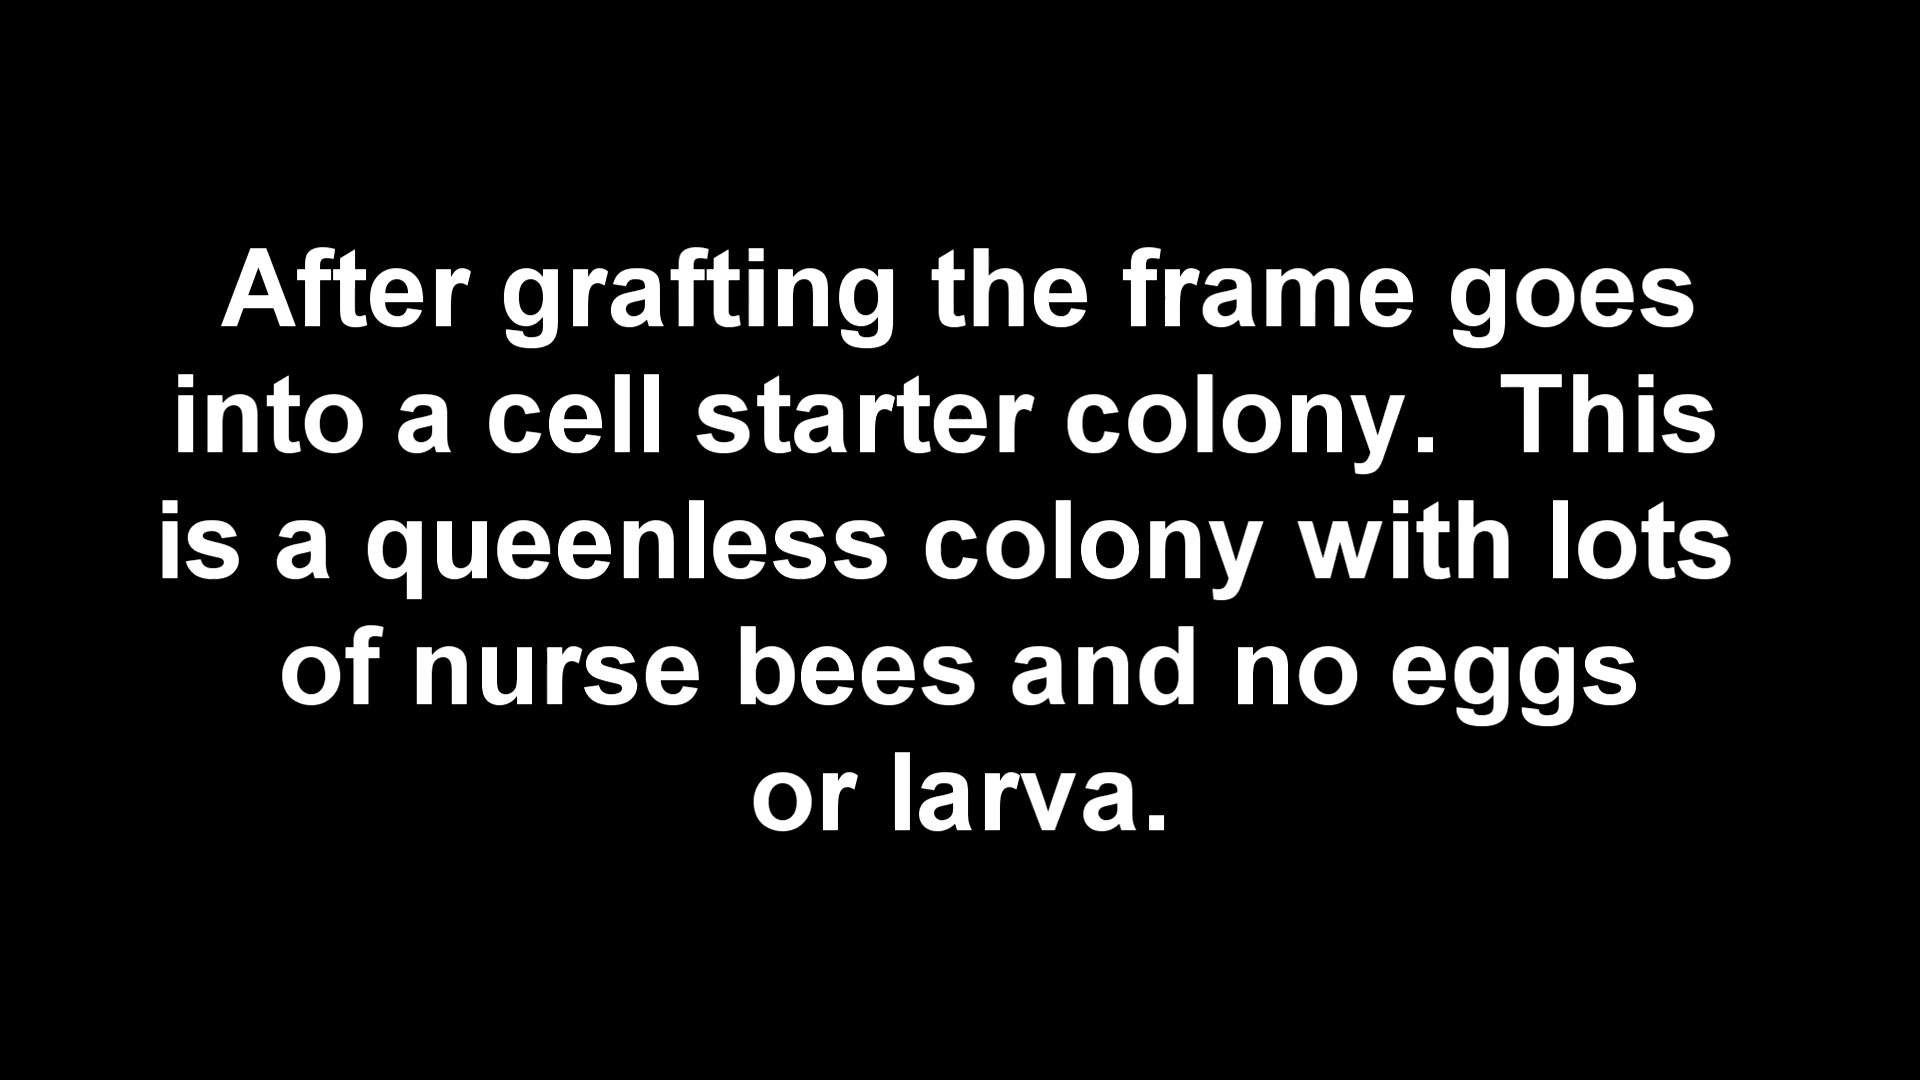 After grafting the frame goes
into a cell starter colony.  This
is a queenless colony with lots
of nurse bees and no eggs
or larva.